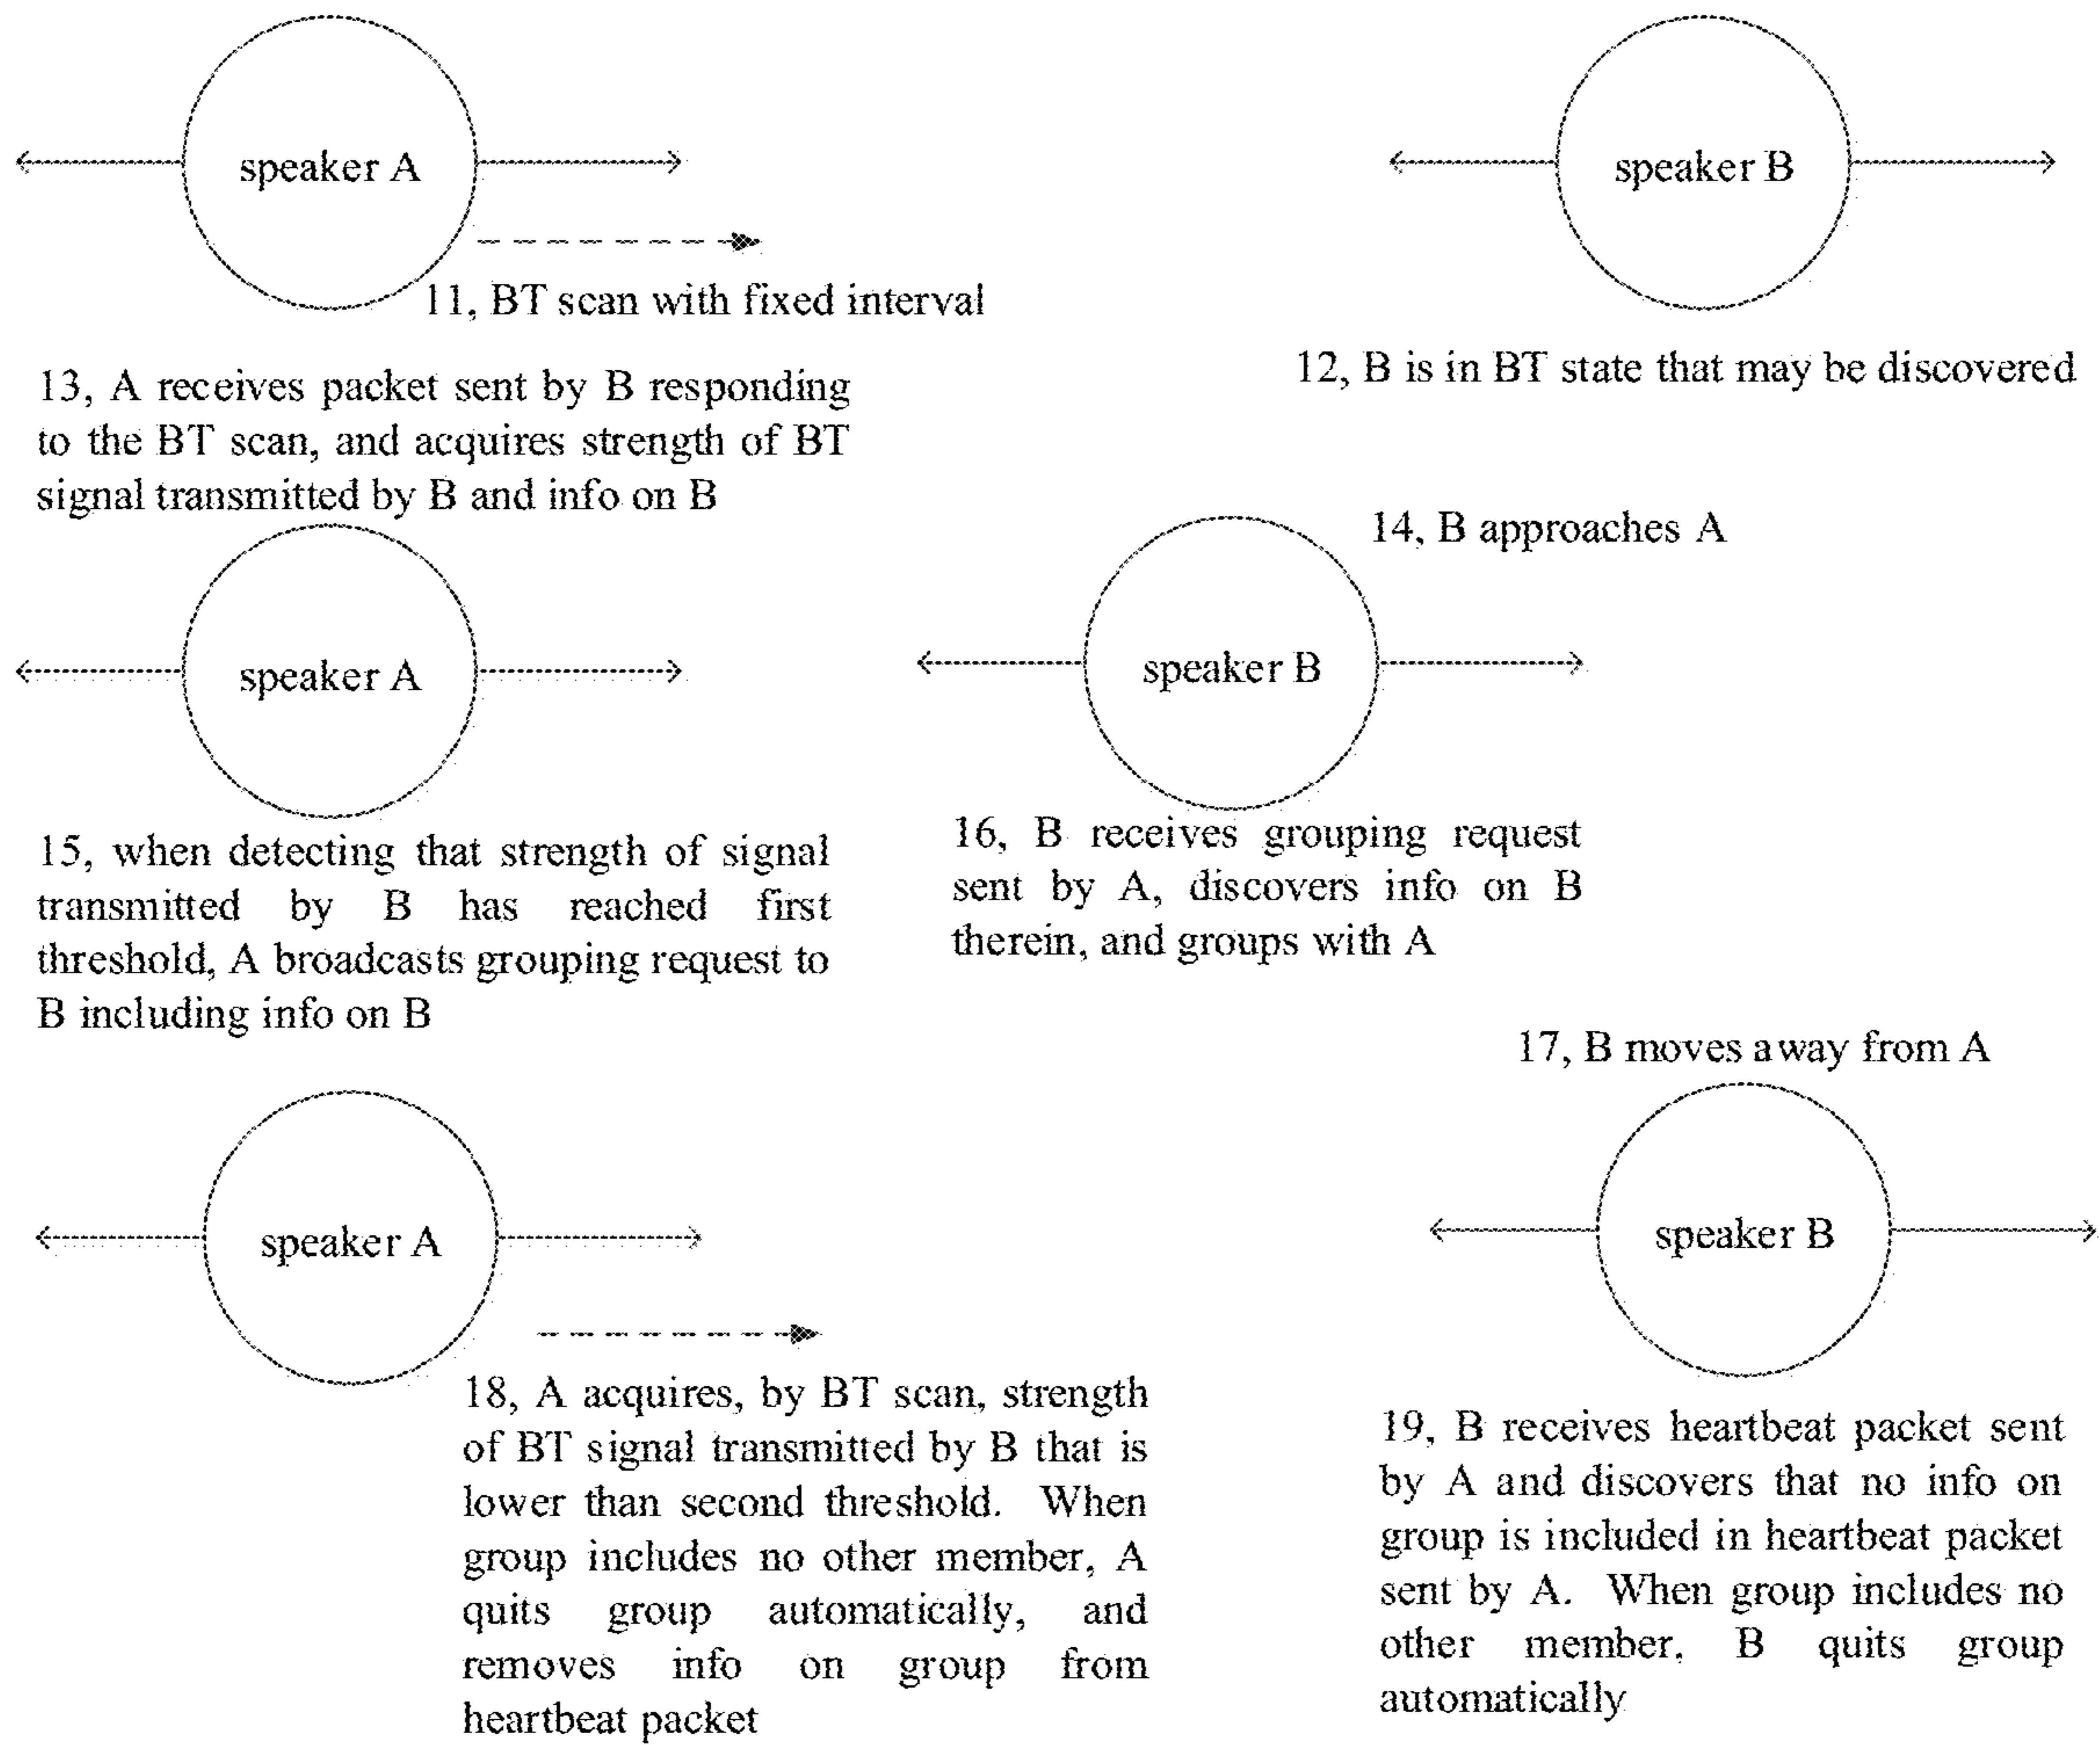 speaker A
speaker B
11, BT scan with fixed interval
12, B is in BT state that may be discovered
13, A receives packet sent by B responding
to the BT scan, and acquires strength of BT
signal transmitted by B and info on B
14, B approaches A
speaker A
speaker B
15, when detecting that strength of signal
transmitted by B has reached first
threshold, A broadcasts grouping request to
B including info on B
16, B receives grouping request
sent by A, discovers info on B
therein, and groups with A
17, B moves away from A
speaker A
speaker B
18, A acquires, by BT scan, strength
of BT signal transmitted by B that is
lower than second threshold. When
group includes no other member, A
quits group automatically, and
removes info on group from
heartbeat packet
19, B receives heartbeat packet sent
by A and discovers that no info on
group is included in heartbeat packet
sent by A. When group includes no
other member, B quits group
automatically